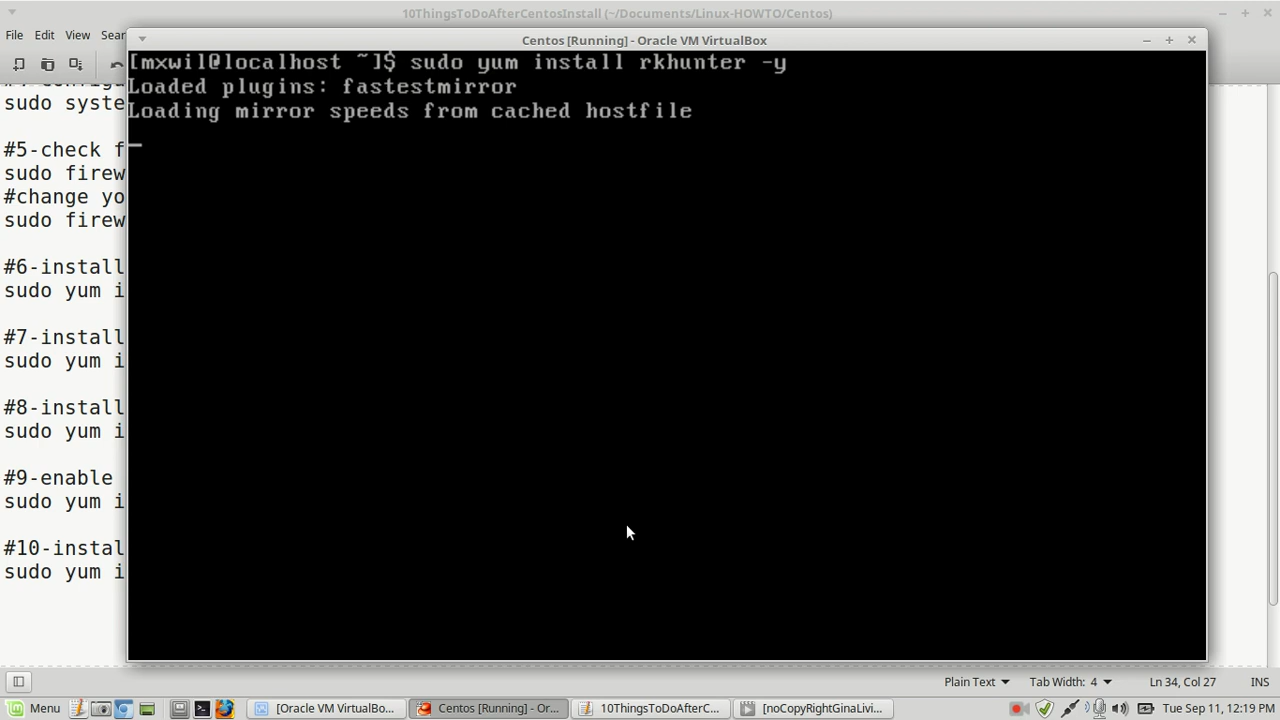 10ThingsToDoAfterCentosInstall (~/Documents/Linux-HOWTO/Centos)
File Edit View Sear
Centos [Running] - Oracle VM VirtualBox
[mxwil@localhost ~]$ sudo yum install rkhunter -y
Loaded plugins: fastestmirror
Loading mirror speeds from cached hostfile
sudo syste
#5-check f
sudo firew
#change yo
sudo firew
#6-install
sudo yum i
#7-install
sudo yum i
#8-install
sudo yum i
#9-enable
sudo yum i
#10-instal
sudo yum i
Plain Text Tab Width: 4 Ln 34, Col 27 INS
Menu [Oracle VM VirtualBo... Centos [Running] - Or... 10ThingsToDoAfterC... [noCopyRightGinaLivi... Tue Sep 11, 12:19 PM